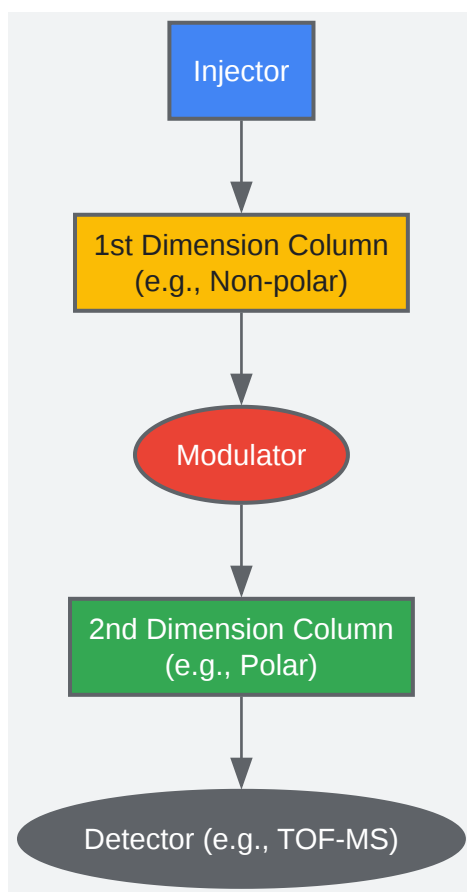 Injector
1st Dimension Column
(e.g., Non-polar)
Modulator
2nd Dimension Column
(e.g., Polar)
Detector (e.g., TOF-MS)